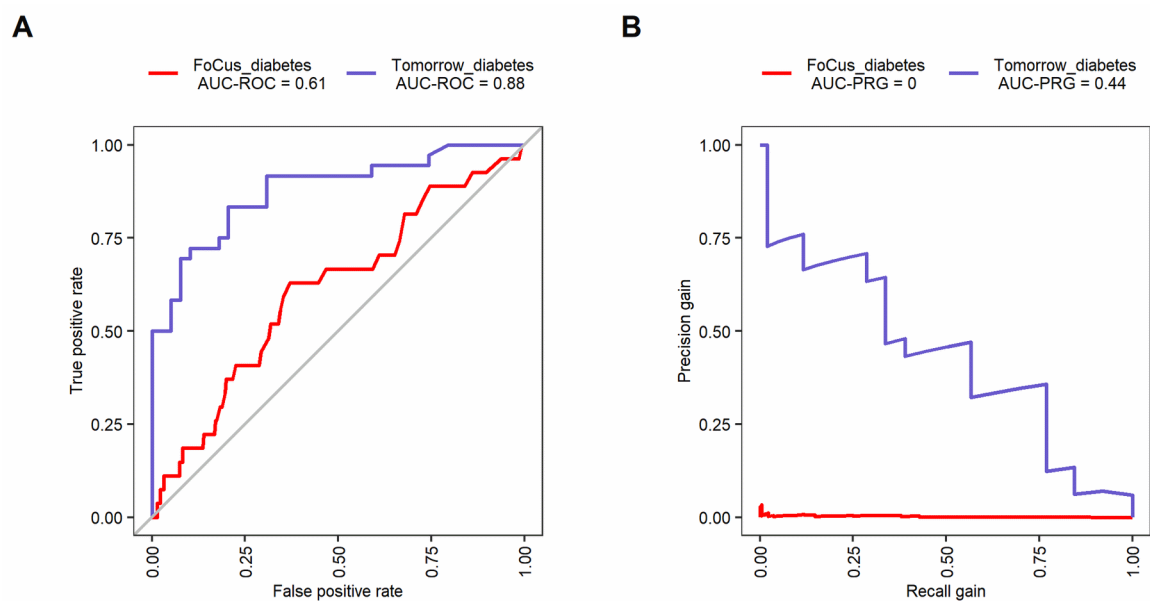 A
FoCus_diabetes
AUC-ROC = 0.61
Tomorrow_diabetes
AUC-ROC = 0.88
1.00
0.75
0.50
0.25
0.00
True positive rate
0.00
0.25
0.50
0.75
1.00
False positive rate
B
FoCus_diabetes
AUC-PRG = 0
Tomorrow_diabetes
AUC-PRG = 0.44
1.00
0.75
0.50
0.25
0.00
Precision gain
0.00
0.25
0.50
0.75
1.00
Recall gain